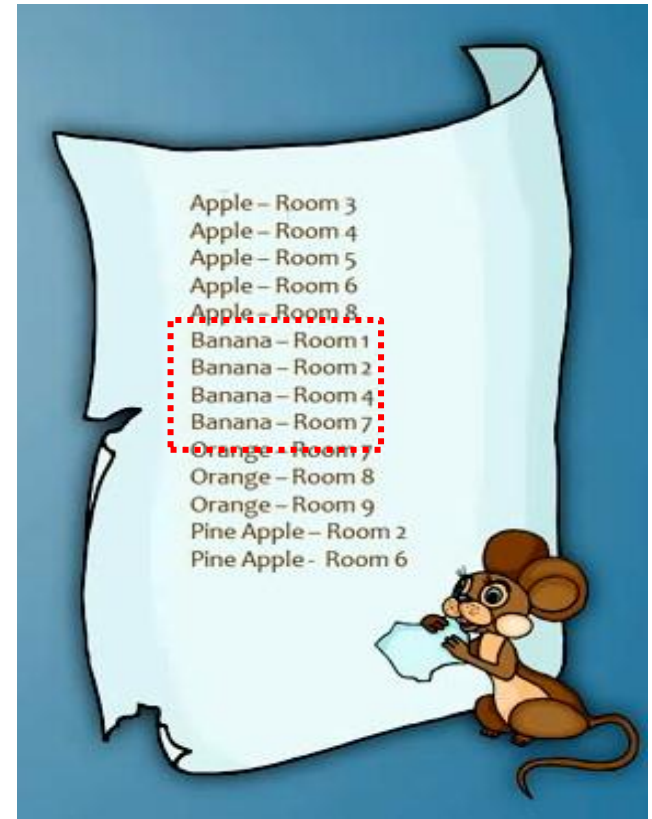 Apple – Room 3
Apple – Room 4
Apple – Room 5
Apple – Room 6
Apple – Room 8
Banana – Room 1
Banana – Room 2
Banana – Room 4
Banana – Room 7
Orange – Room 7
Orange – Room 8
Orange – Room 9
Pine Apple – Room 2
Pine Apple - Room 6